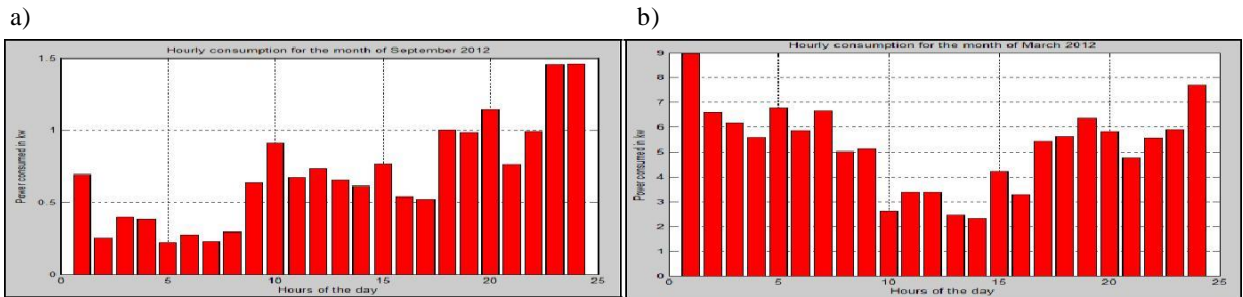 a)
b)
Hourly consumption for the month of September 2012
1.5
1
0.5
0
Power consumed in kw
0 5 10 15 20 25
Hours of the day
Hourly consumption for the month of March 2012
9
8
7
6
5
4
3
2
1
0
Power consumed in kw
0 5 10 15 20 25
Hours of the day